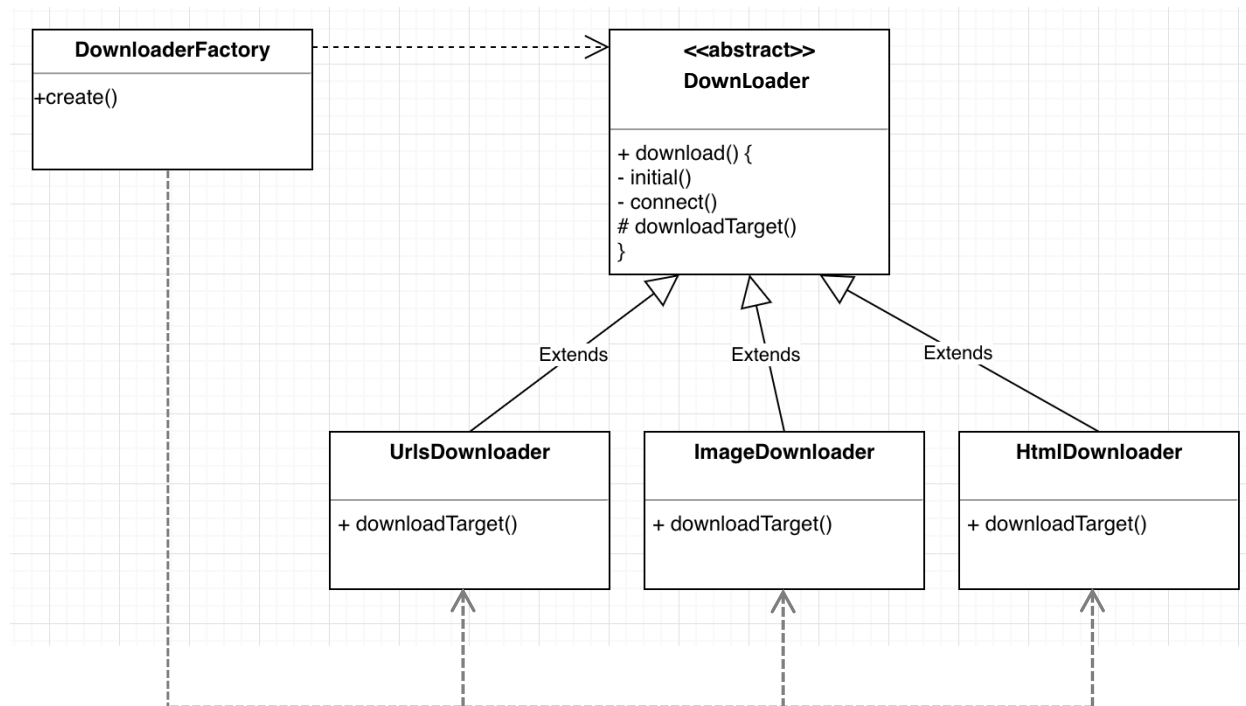 DownloaderFactory
+create()
<<abstract>>
DownLoader
+ download() {
- initial()
- connect()
# downloadTarget()
}
Extends
Extends
Extends
UrlsDownloader
+ downloadTarget()
ImageDownloader
+ downloadTarget()
HtmlDownloader
+ downloadTarget()